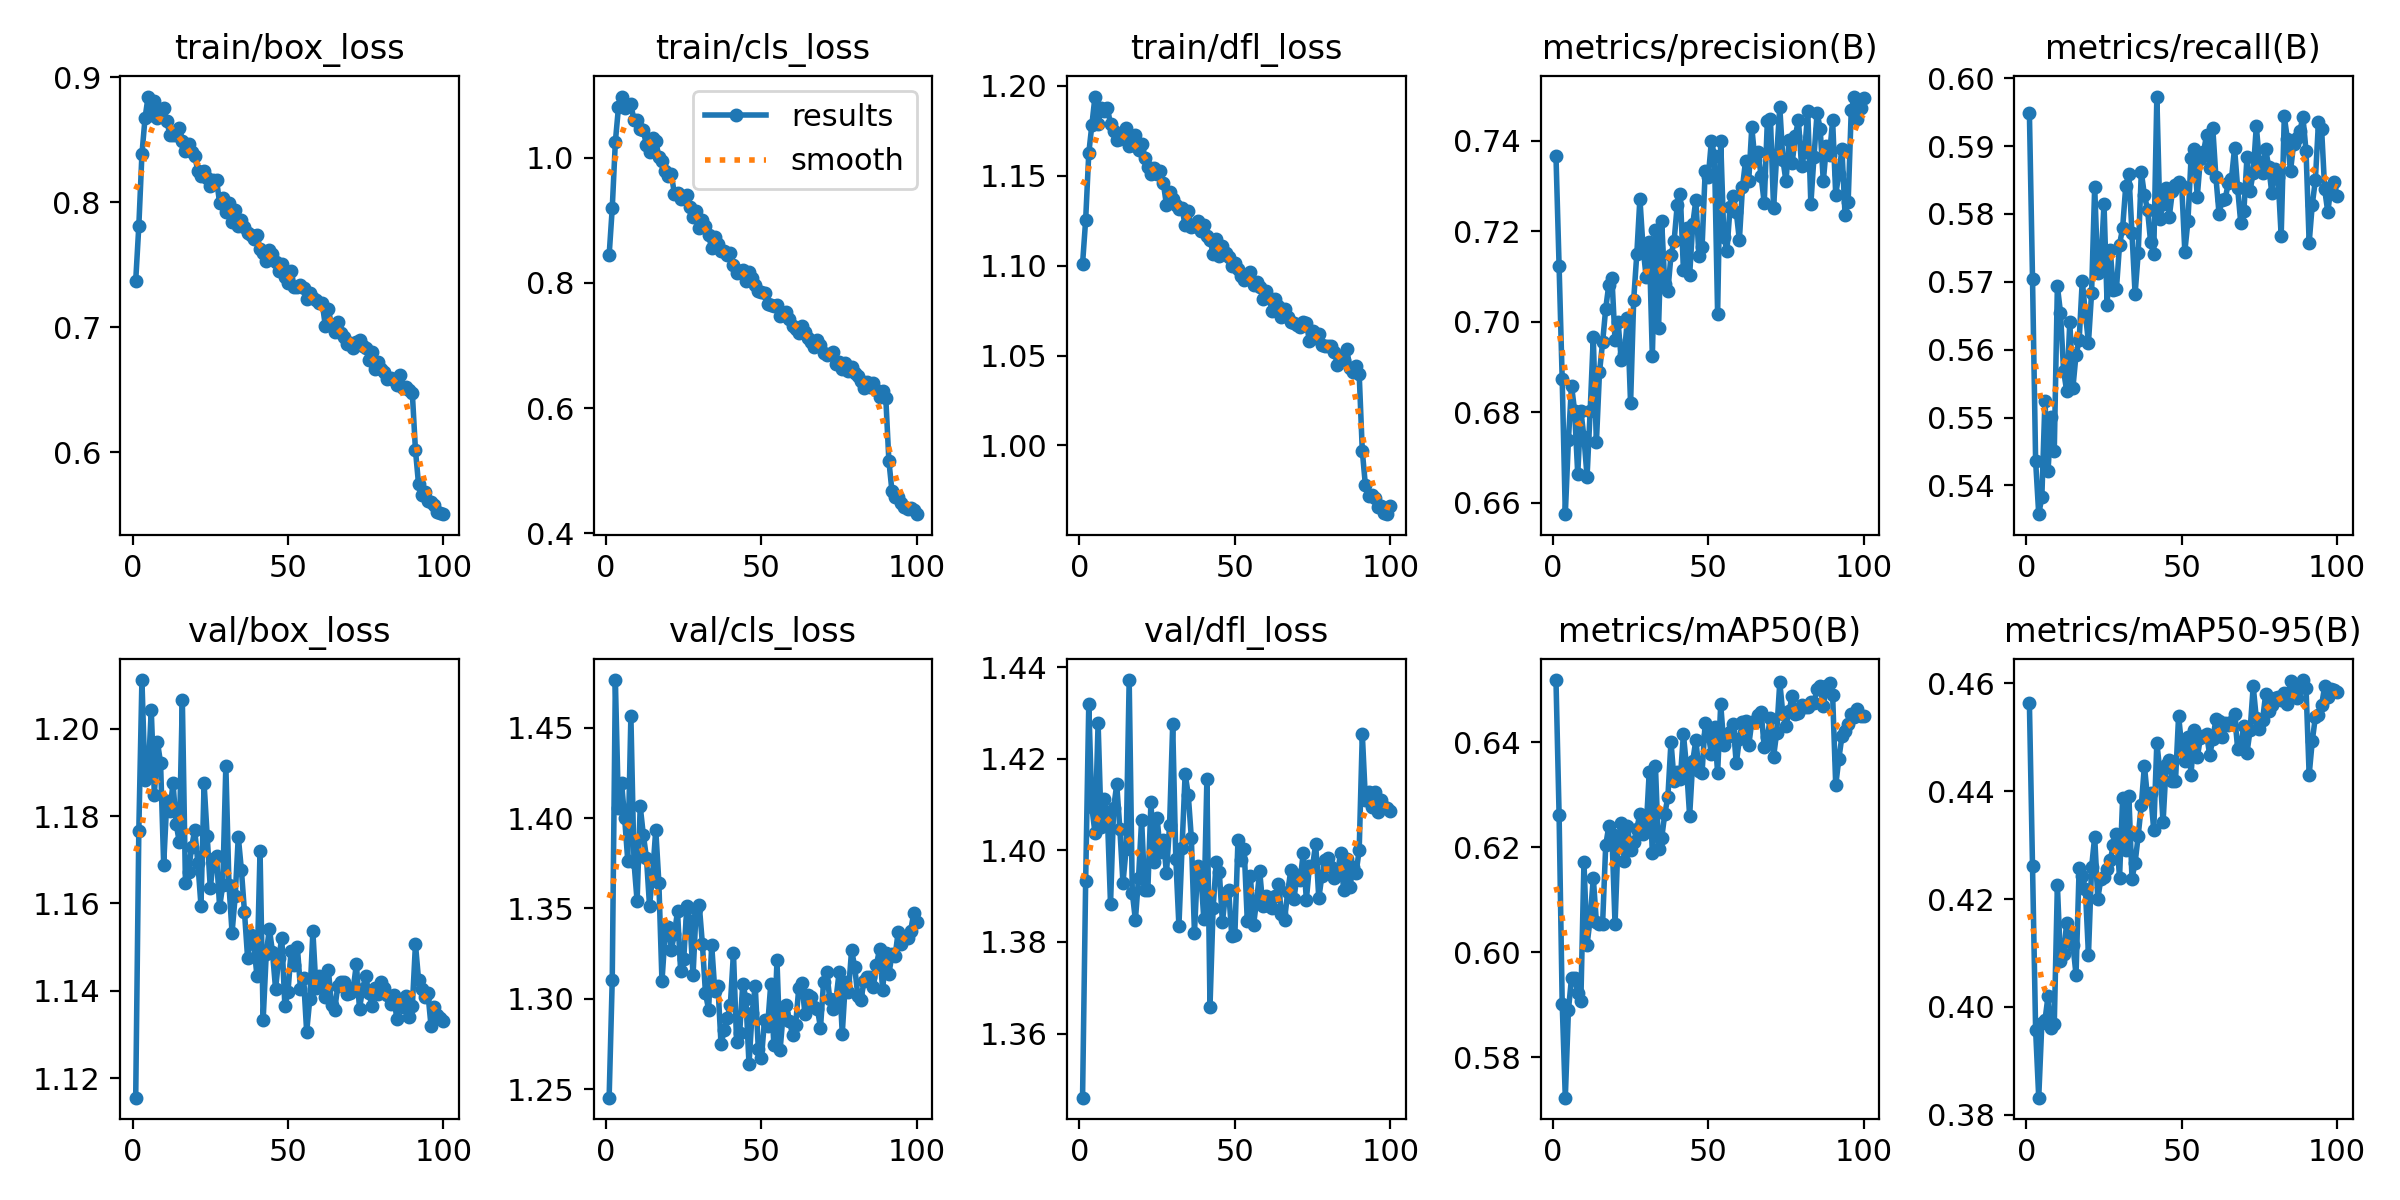 train/box_loss
train/cls_loss
train/dfl_loss
metrics/precision(B)
metrics/recall(B)
0.9
0.8
0.7
0.6
0 50 100
results
smooth
1.0
0.8
0.6
0.4
0 50 100
1.20
1.15
1.10
1.05
1.00
0 50 100
0.74
0.72
0.70
0.68
0.66
0 50 100
0.60
0.59
0.58
0.57
0.56
0.55
0.54
0 50 100
val/box_loss
val/cls_loss
val/dfl_loss
metrics/mAP50(B)
metrics/mAP50-95(B)
1.20
1.18
1.16
1.14
1.12
0 50 100
1.45
1.40
1.35
1.30
1.25
0 50 100
1.44
1.42
1.40
1.38
1.36
0 50 100
0.64
0.62
0.60
0.58
0 50 100
0.46
0.44
0.42
0.40
0.38
0 50 100